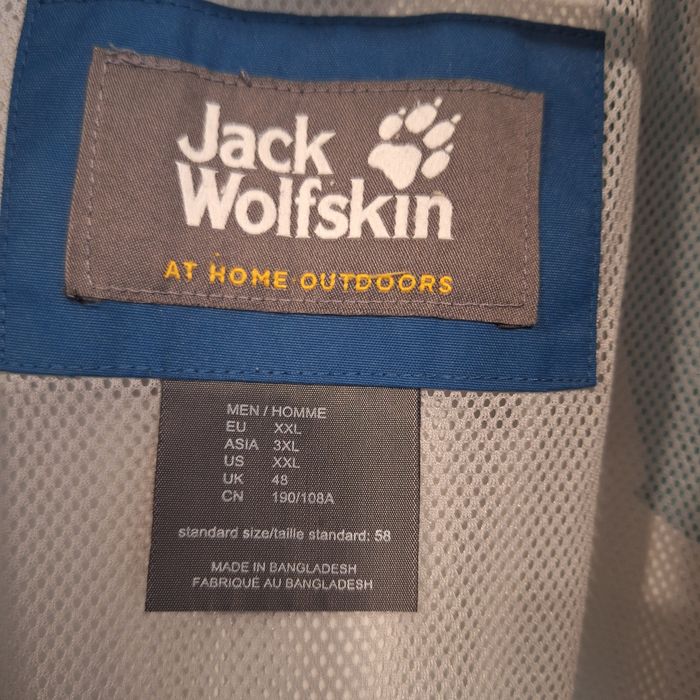 Jack
Wolfskin
AT HOME OUTDOORS
MEN / HOMME
EU XXL
ASIA 3XL
US XXL
UK 48
CN 190/108A
standard size/taille standard: 58
MADE IN BANGLADESH
FABRIQUÉ AU BANGLADESH